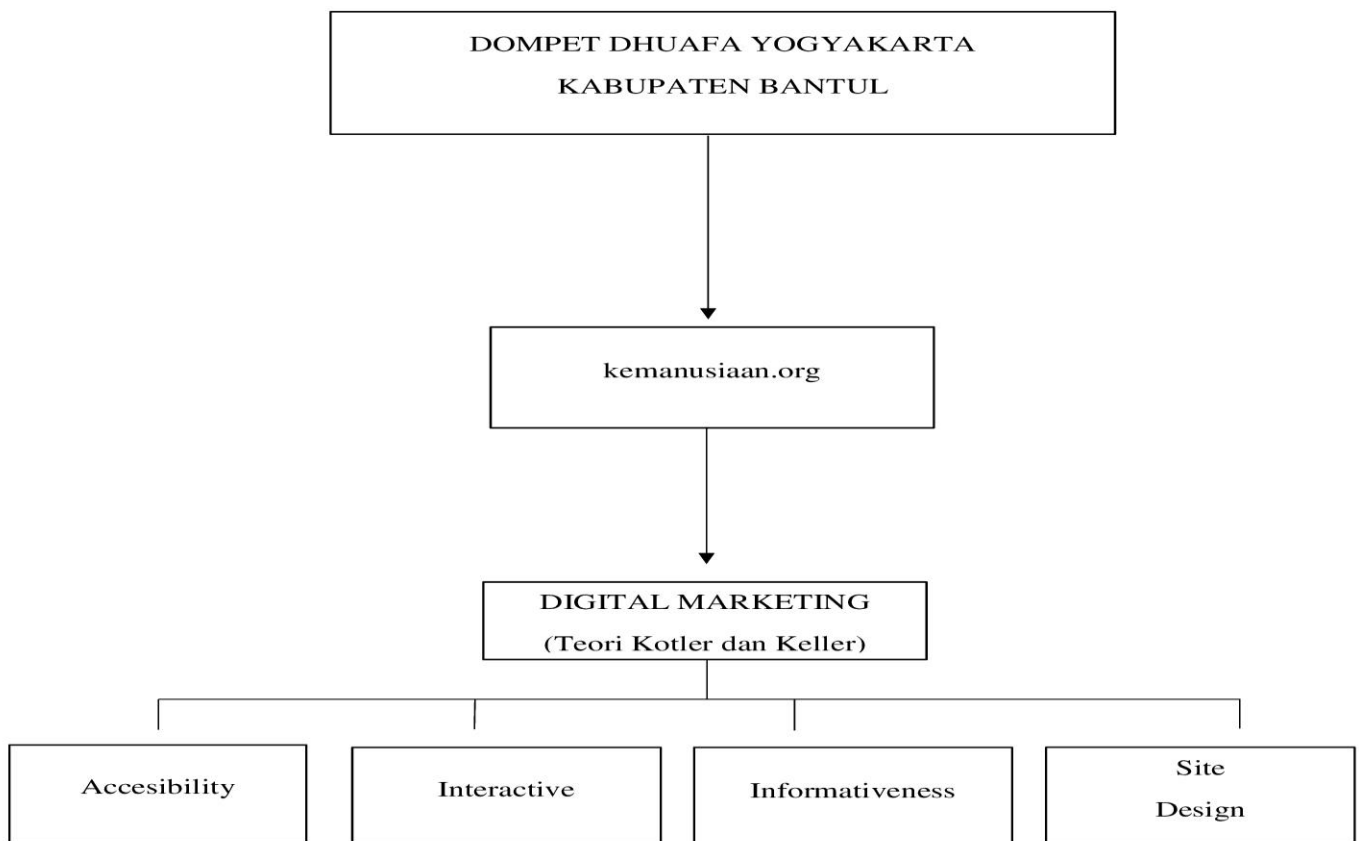 DOMPET DHUAFA YOGYAKARTA
KABUPATEN BANTUL
kemanusiaan.org
DIGITAL MARKETING
(Teori Kotler dan Keller)
Accesibility
Interactive
Informativeness
Site
Design